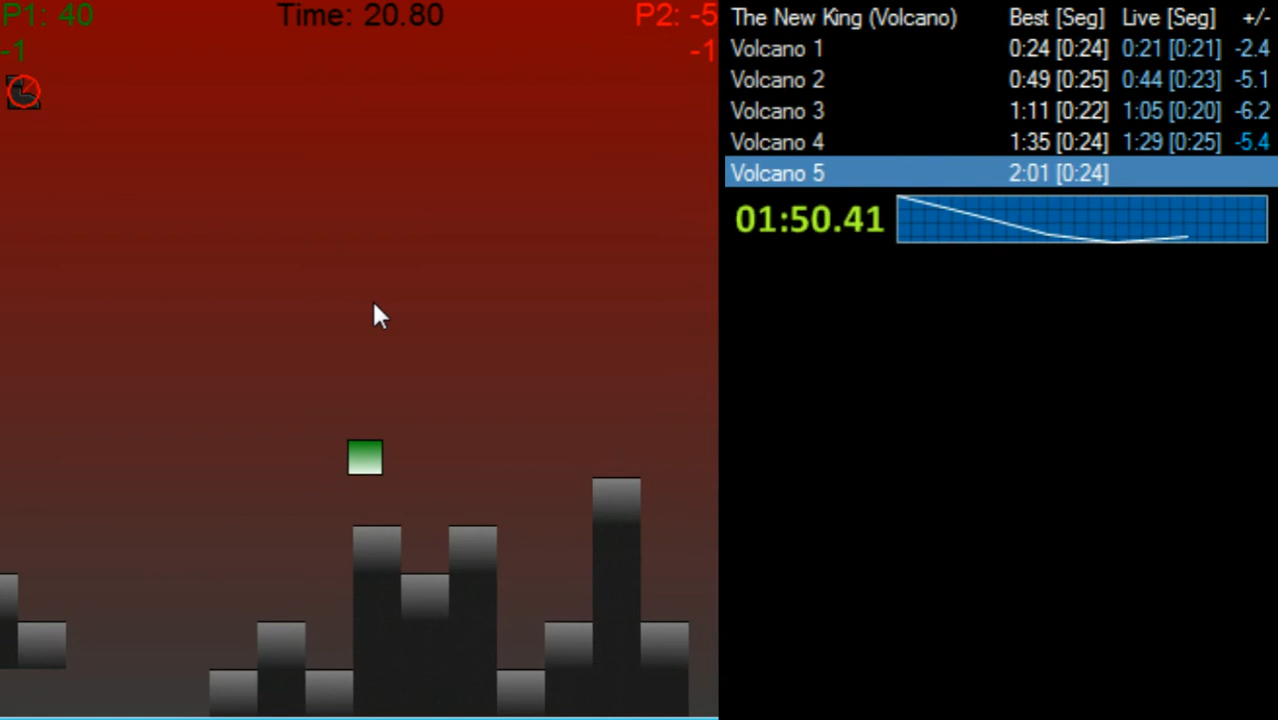 P1: 40 Time: 20.80 P2: -5
-1 -1
The New King (Volcano) Best [Seg] Live [Seg] +/-
Volcano 1 0:24 [0:24] 0:21 [0:21] -2.4
Volcano 2 0:49 [0:25] 0:44 [0:23] -5.1
Volcano 3 1:11 [0:22] 1:05 [0:20] -6.2
Volcano 4 1:35 [0:24] 1:29 [0:25] -5.4
Volcano 5 2:01 [0:24]
01:50.41